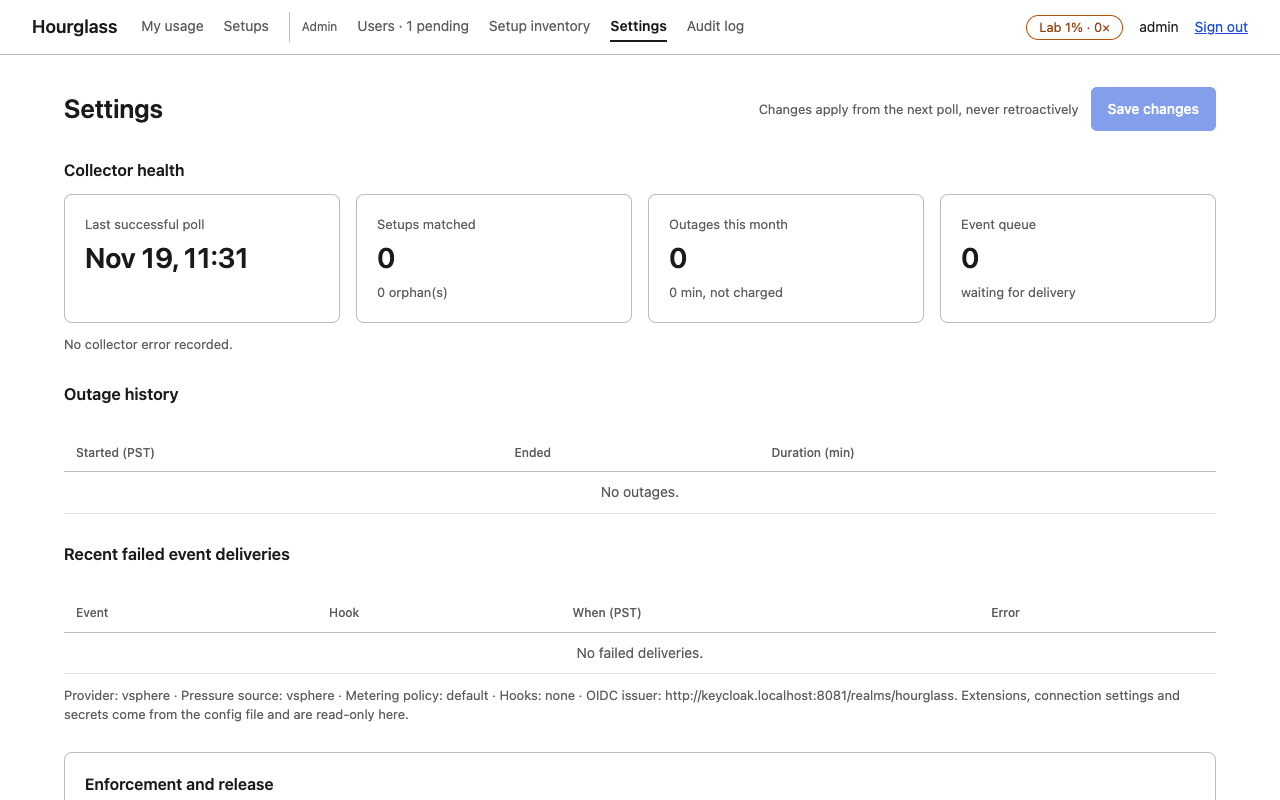 Hourglass My usage Setups Admin Users · 1 pending Setup inventory Settings Audit log Lab 1% · 0× admin Sign out
Settings
Changes apply from the next poll, never retroactively
Save changes
Collector health
Last successful poll
Nov 19, 11:31
Setups matched
0
0 orphan(s)
Outages this month
0
0 min, not charged
Event queue
0
waiting for delivery
No collector error recorded.
Outage history
Started (PST) Ended Duration (min)
No outages.
Recent failed event deliveries
Event Hook When (PST) Error
No failed deliveries.
Provider: vsphere · Pressure source: vsphere · Metering policy: default · Hooks: none · OIDC issuer: http://keycloak.localhost:8081/realms/hourglass. Extensions, connection settings and
secrets come from the config file and are read-only here.
Enforcement and release